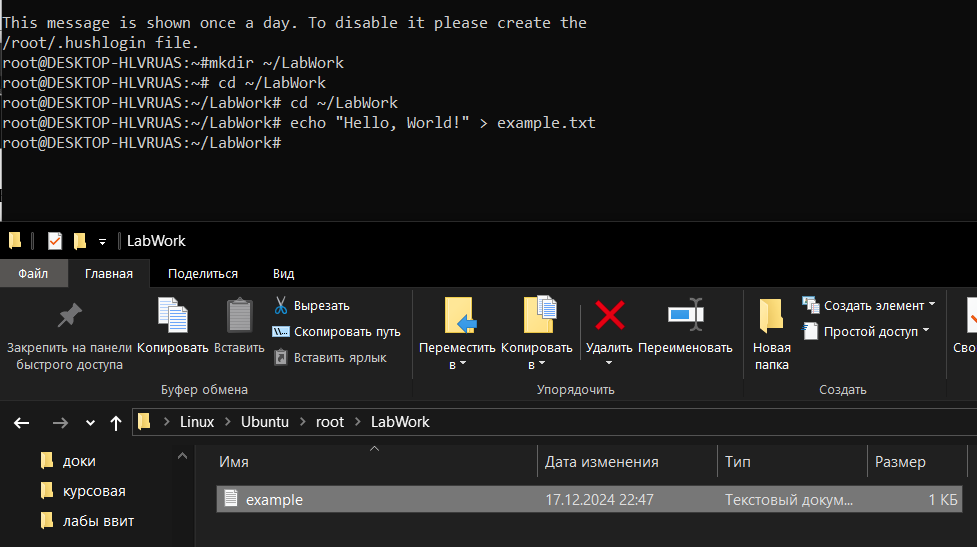 This message is shown once a day. To disable it please create the
/root/.hushlogin file.
root@DESKTOP-HLVRUAS:~#mkdir ~/LabWork
root@DESKTOP-HLVRUAS:~# cd ~/LabWork
root@DESKTOP-HLVRUAS:~/LabWork# cd ~/LabWork
root@DESKTOP-HLVRUAS:~/LabWork# echo "Hello, World!" > example.txt
root@DESKTOP-HLVRUAS:~/LabWork#
LabWork
Файл Главная Поделиться Вид
Закрепить на панели
быстрого доступа
Копировать
Вставить
Вырезать
Скопировать путь
Вставить ярлык
Буфер обмена
Переместить
в
Копировать
в
Удалить
Переименовать
Упорядочить
Новая
папка
Создать элемент
Простой доступ
Создать
Сво
Linux > Ubuntu > root > LabWork
доки
курсовая
лабы ввит
Имя Дата изменения Тип Размер
example 17.12.2024 22:47 Текстовый докум... 1 КБ